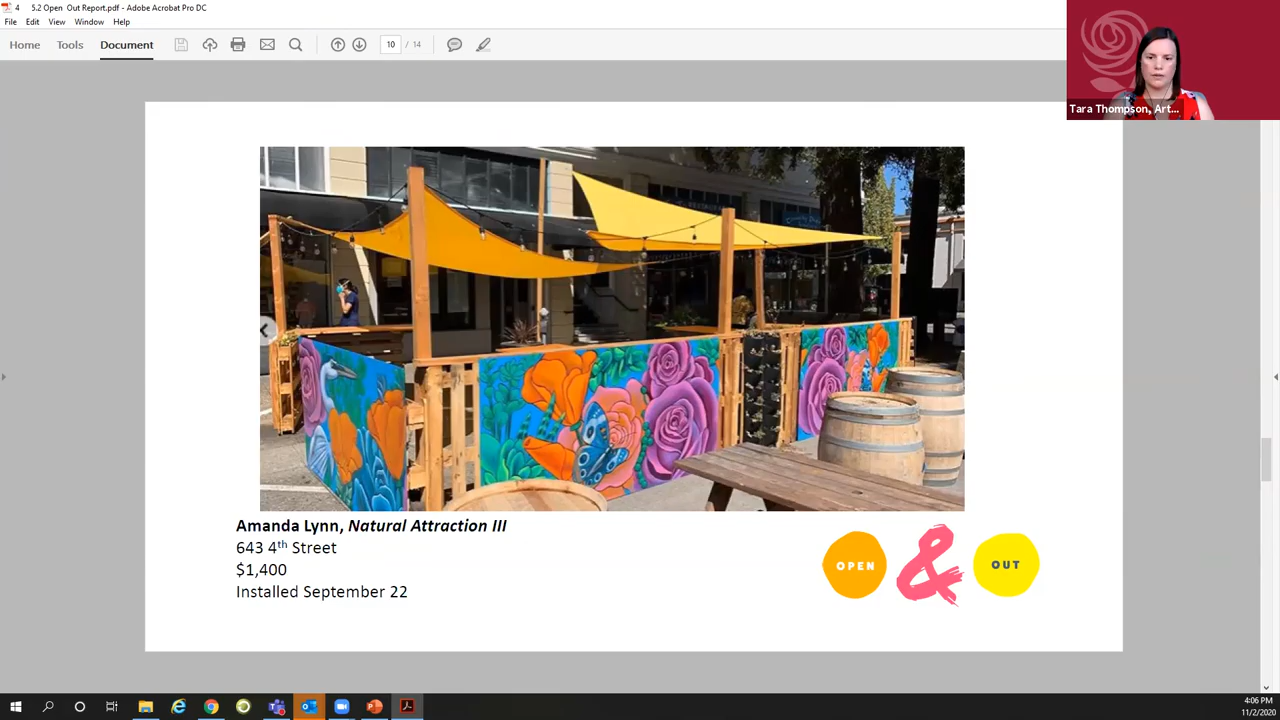 4 5.2 Open Out Report.pdf - Adobe Acrobat Pro DC
File Edit View Window Help
Home Tools Document
10 / 14
Tara Thompson, Art...
Amanda Lynn, Natural Attraction III
643 4th Street
$1,400
Installed September 22
OPEN & OUT
4:06 PM
11/2/2020